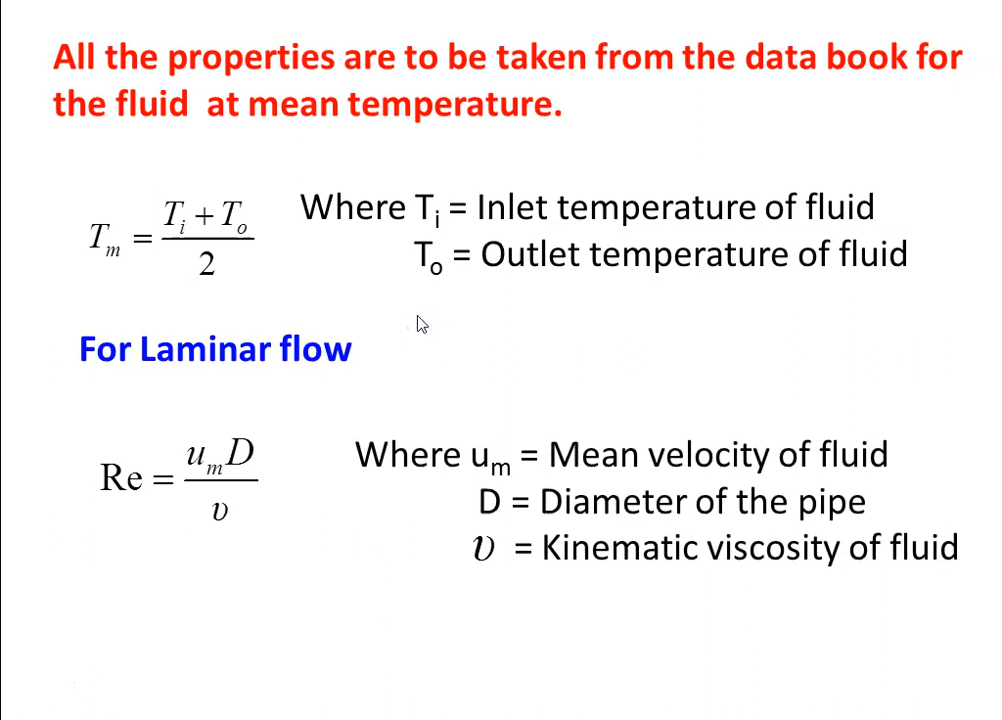 All the properties are to be taken from the data book for
the fluid at mean temperature.
T_m = (T_i + T_o) / 2
Where T_i = Inlet temperature of fluid
T_o = Outlet temperature of fluid
For Laminar flow
Re = u_m D / υ
Where u_m = Mean velocity of fluid
D = Diameter of the pipe
υ = Kinematic viscosity of fluid